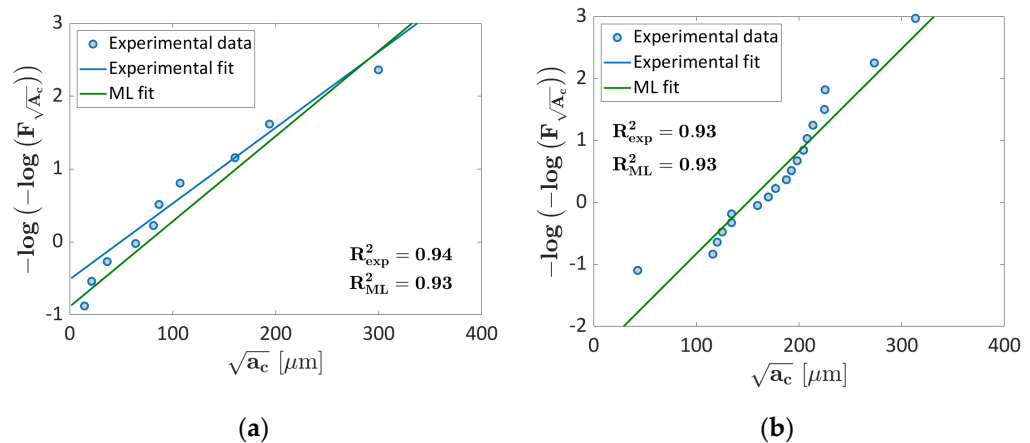 3
2
1
0
-1
0
100
200
300
400
−log (−log (F√Ac))
√ac [μm]
Experimental data
Experimental fit
ML fit
R²exp = 0.94
R²ML = 0.93
(a)
3
2
1
0
-1
-2
0
100
200
300
400
−log (−log (F√Ac))
√ac [μm]
Experimental data
Experimental fit
ML fit
R²exp = 0.93
R²ML = 0.93
(b)